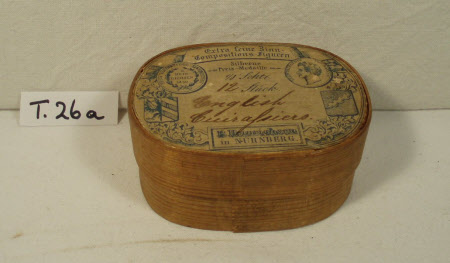 T.26a
Extra feine Zinn
Compositions Figuren
silberne
Preis-Medaille
12 Stück
English
Cuirassiers.
in NÜRNBERG.